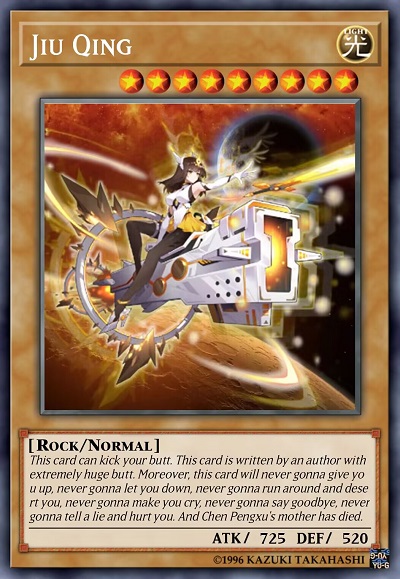 Jiu Qing
LIGHT
光
[Rock/Normal]
This card can kick your butt. This card is written by an author with
extremely huge butt. Moreover, this card will never gonna give yo
u up, never gonna let you down, never gonna run around and dese
rt you, never gonna make you cry, never gonna say goodbye, never
gonna tell a lie and hurt you. And Chen Pengxu's mother has died.
ATK/ 725 DEF/ 520
©1996 KAZUKI TAKAHASHI